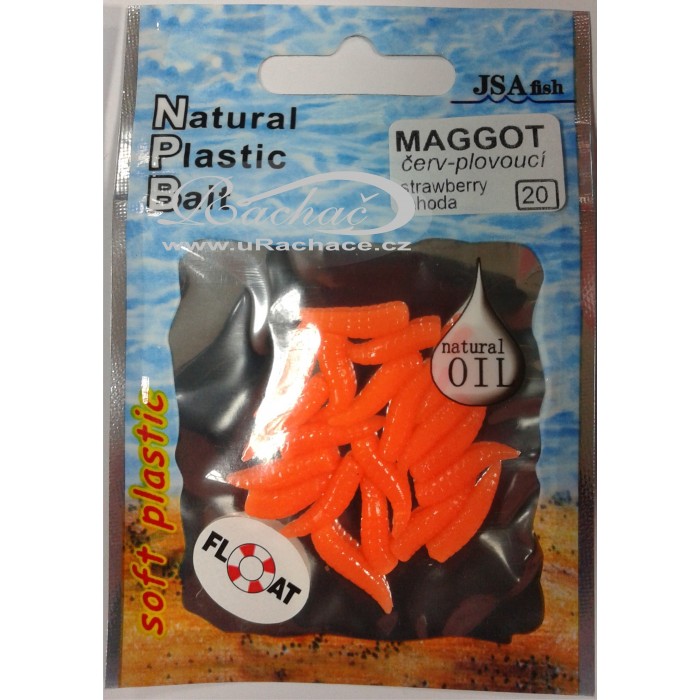 JSA fish
Natural
Plastic
Bait
MAGGOT
červ-plovoucí
strawberry
20
Rachač
www.uRachace.cz
natural
OIL
soft plastic
FLOAT